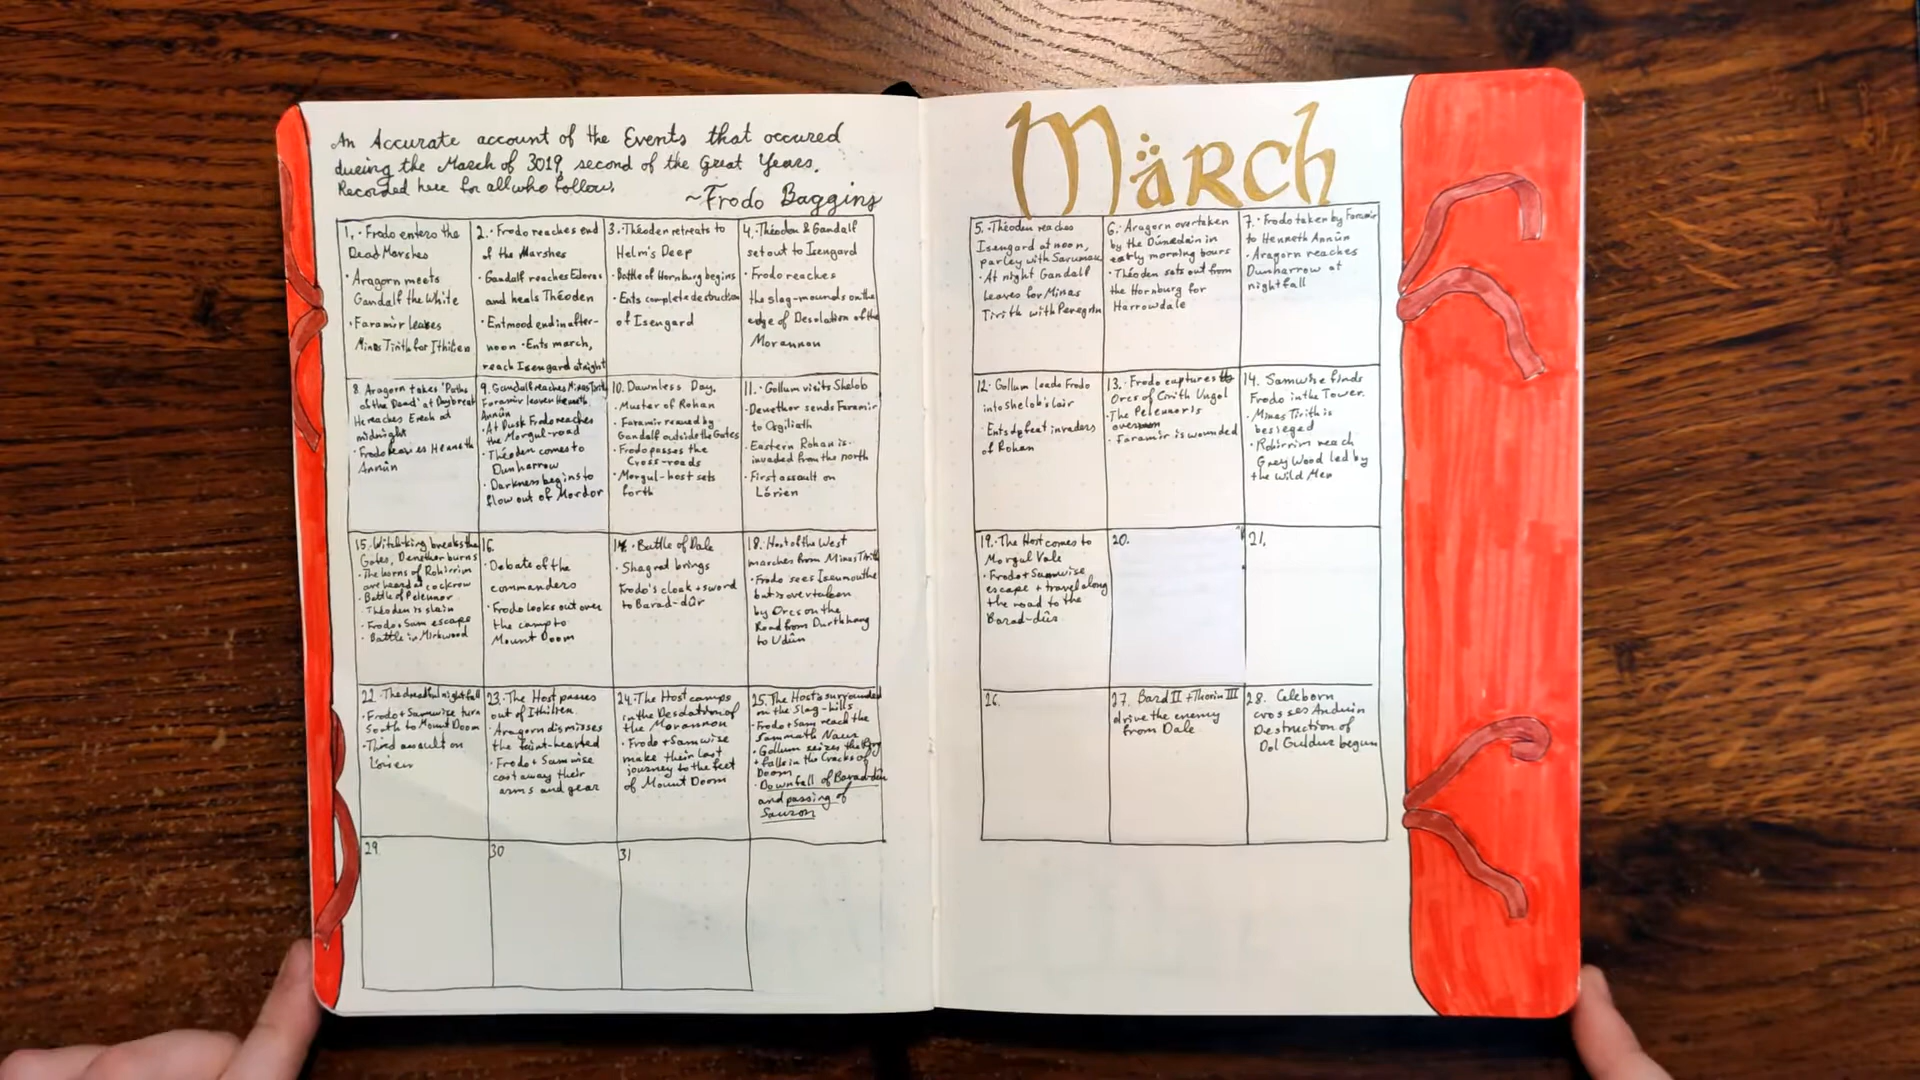 An Accurate account of the Events that occured
during the March of 3019, second of the Great Years.
Recorded here for all who follow,
~Frodo Baggins
March
1. · Frodo enters the
Dead Marshes
· Aragorn meets
Gandalf the White
· Faramir leaves
Minas Tirith for Ithilien
2. · Frodo reaches end
of the Marshes
· Gandalf reaches Edoras
and heals Théoden
· Entmoot end in after-
noon · Ents march,
reach Isengard at night
3. · Théoden retreats to
Helm's Deep
· Battle of Hornburg begins
· Ents complete destruction
of Isengard
4. · Théoden & Gandalf
set out to Isengard
· Frodo reaches
the slag-mounds on the
edge of Desolation of the
Morannon
5. · Théoden reaches
Isengard at noon,
parley with Saruman
· At night Gandalf
leaves for Minas
Tirith with Peregrin
6. · Aragorn overtaken
by the Dúnedain in
early morning hours
· Théoden sets out from
the Hornburg for
Harrowdale
7. · Frodo taken by Faramir
to Henneth Annûn
· Aragorn reaches
Dunharrow at
nightfall
8. Aragorn takes 'Paths
of the Dead' at Daybreak
He reaches Erech at
midnight
· Frodo leaves Henneth
Annûn
9. Gandalf reaches Minas Tirith
Faramir leaves Henneth
Annûn
· At Dusk Frodo reaches
the Morgul-road
· Théoden comes to
Dunharrow
· Darkness begins to
flow out of Mordor
10. Dawnless Day.
· Muster of Rohan
· Faramir rescued by
Gandalf outside the Gates
· Frodo passes the
Cross-roads
· Morgul-host sets
forth
11. · Gollum visits Shelob
· Denethor sends Faramir
to Osgiliath
· Eastern Rohan is
invaded from the north
· First assault on
Lórien
12. · Gollum leads Frodo
into Shelob's lair
· Ents defeat invaders
of Rohan
13. · Frodo captures
Orcs of Cirith Ungol
· The Pelennor is
overrun
· Faramir is wounded
14. Samwise finds
Frodo in the Tower.
· Minas Tirith is
besieged
· Rohirrim reach
Grey Wood led by
the Wild Men
15. · Witch-king breaks the
Gates, Denethor burns
· The horns of Rohirrim
are heard at cockcrow
· Battle of Pelennor
· Théoden is slain
· Frodo + Sam escape
· Battle in Mirkwood
16.
· Debate of the
commanders
· Frodo looks out over
the camp to
Mount Doom
17. · Battle of Dale
· Shagrad brings
Frodo's cloak + sword
to Barad-dûr
18. · Host of the West
marches from Minas Tirith
· Frodo sees Isenmouthe
but is overtaken
by Orcs on the
Road from Durthhang
to Udûn
19. · The Host comes to
Morgul Vale
· Frodo + Samwise
escape + travel along
the road to the
Barad-dûr
20.
21.
22. · The dreadful nightfall
· Frodo + Samwise turn
South to Mount Doom
· Third assault on
Lórien
23. · The Host passes
out of Ithilien.
· Aragorn dismisses
the faint-hearted
· Frodo + Samwise
cast away their
arms and gear
24. · The Host camps
in the Desolation of
the Morannon
· Frodo + Samwise
make their last
journey to the feet
of Mount Doom
25. The Host is surrounded
on the Slag-hills.
· Frodo + Sam reach the
Sammath Naur
· Gollum seizes the Ring
+ falls in the Cracks of
Doom
· Downfall of Barad-dûr
and passing of
Sauron
26.
27. Bard II + Thorin III
drive the enemy
from Dale
28. Celeborn
crosses Anduin
Destruction of
Dol Guldur begun
29.
30
31